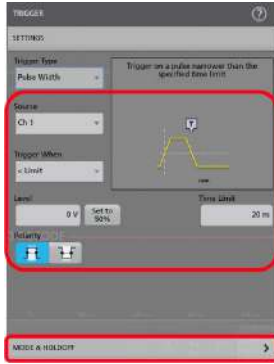 TRIGGER
SETTINGS
Trigger Type
Pulse Width
Trigger on a pulse narrower than the
specified time limit
Source
Ch 1
Trigger When
< Limit
Level
0 V
Set to
50%
Time Limit
20 n
Polarity
MODE & HOLDOFF